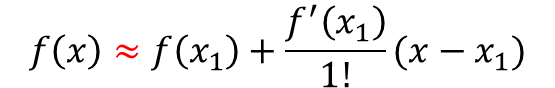 f(x) ≈ f(x₁) + f′(x₁)/1! (x − x₁)